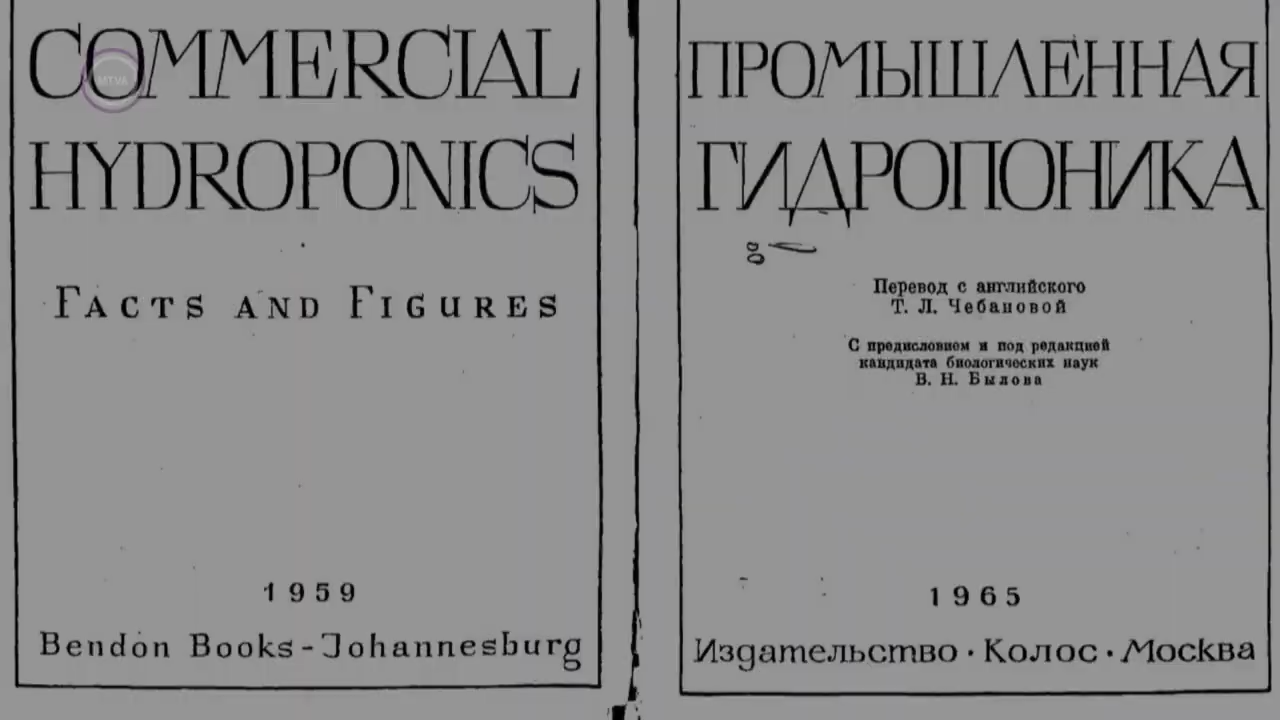 COMMERCIAL
HYDROPONICS
FACTS AND FIGURES
1959
Bendon Books - Johannesburg
ПРОМЫШЛЕННАЯ
ГИДРОПОНИКА
Перевод с английского
Т. Л. Чебановой
С предисловием и под редакцией
кандидата биологических наук
В. Н. Былова
1965
Издательство · Колос · Москва
MTVA